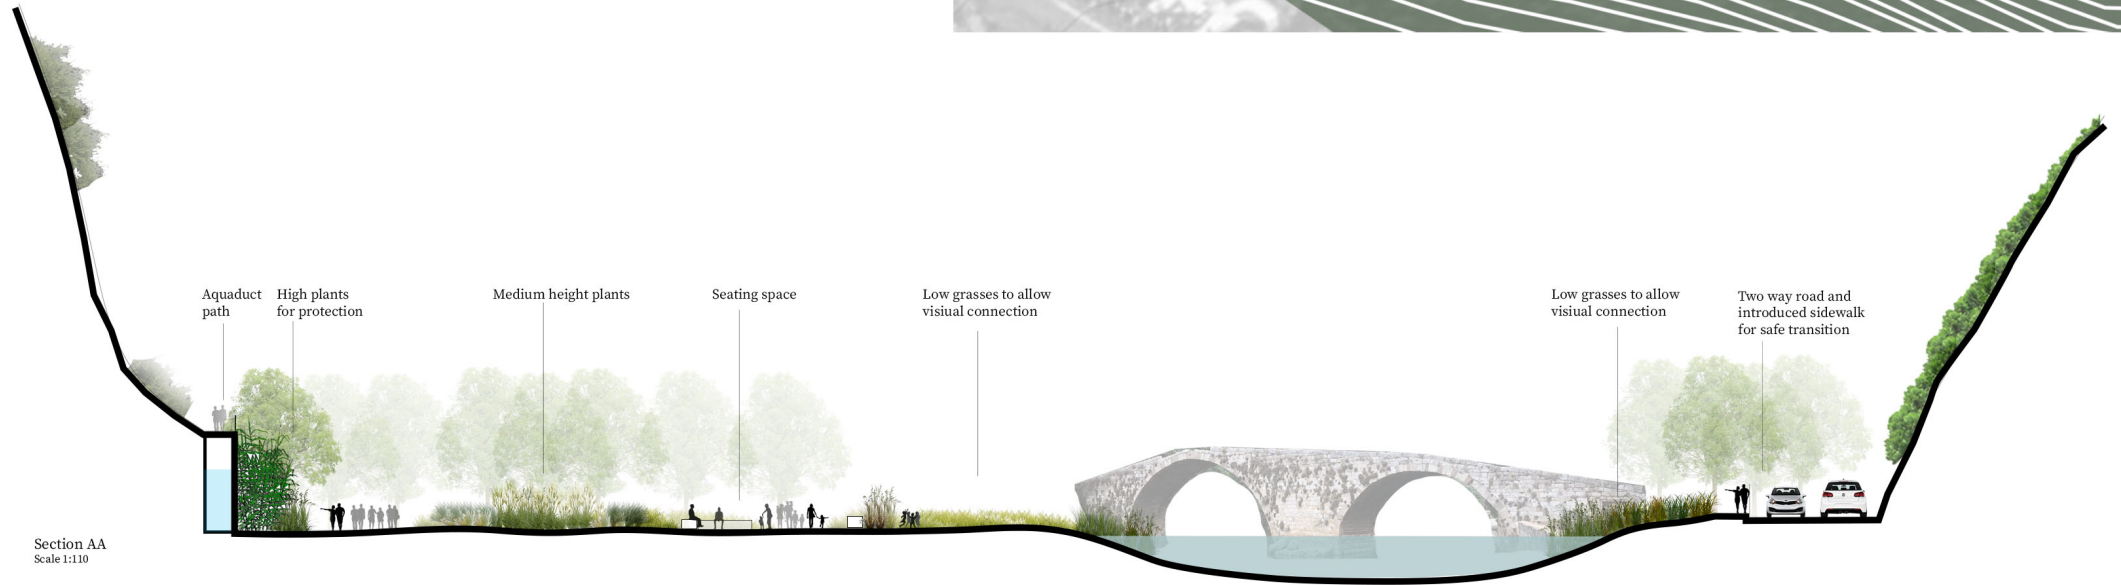 Aquaduct
path
High plants
for protection
Medium height plants
Seating space
Low grasses to allow
visiual connection
Low grasses to allow
visiual connection
Two way road and
introduced sidewalk
for safe transition
Section AA
Scale 1:110